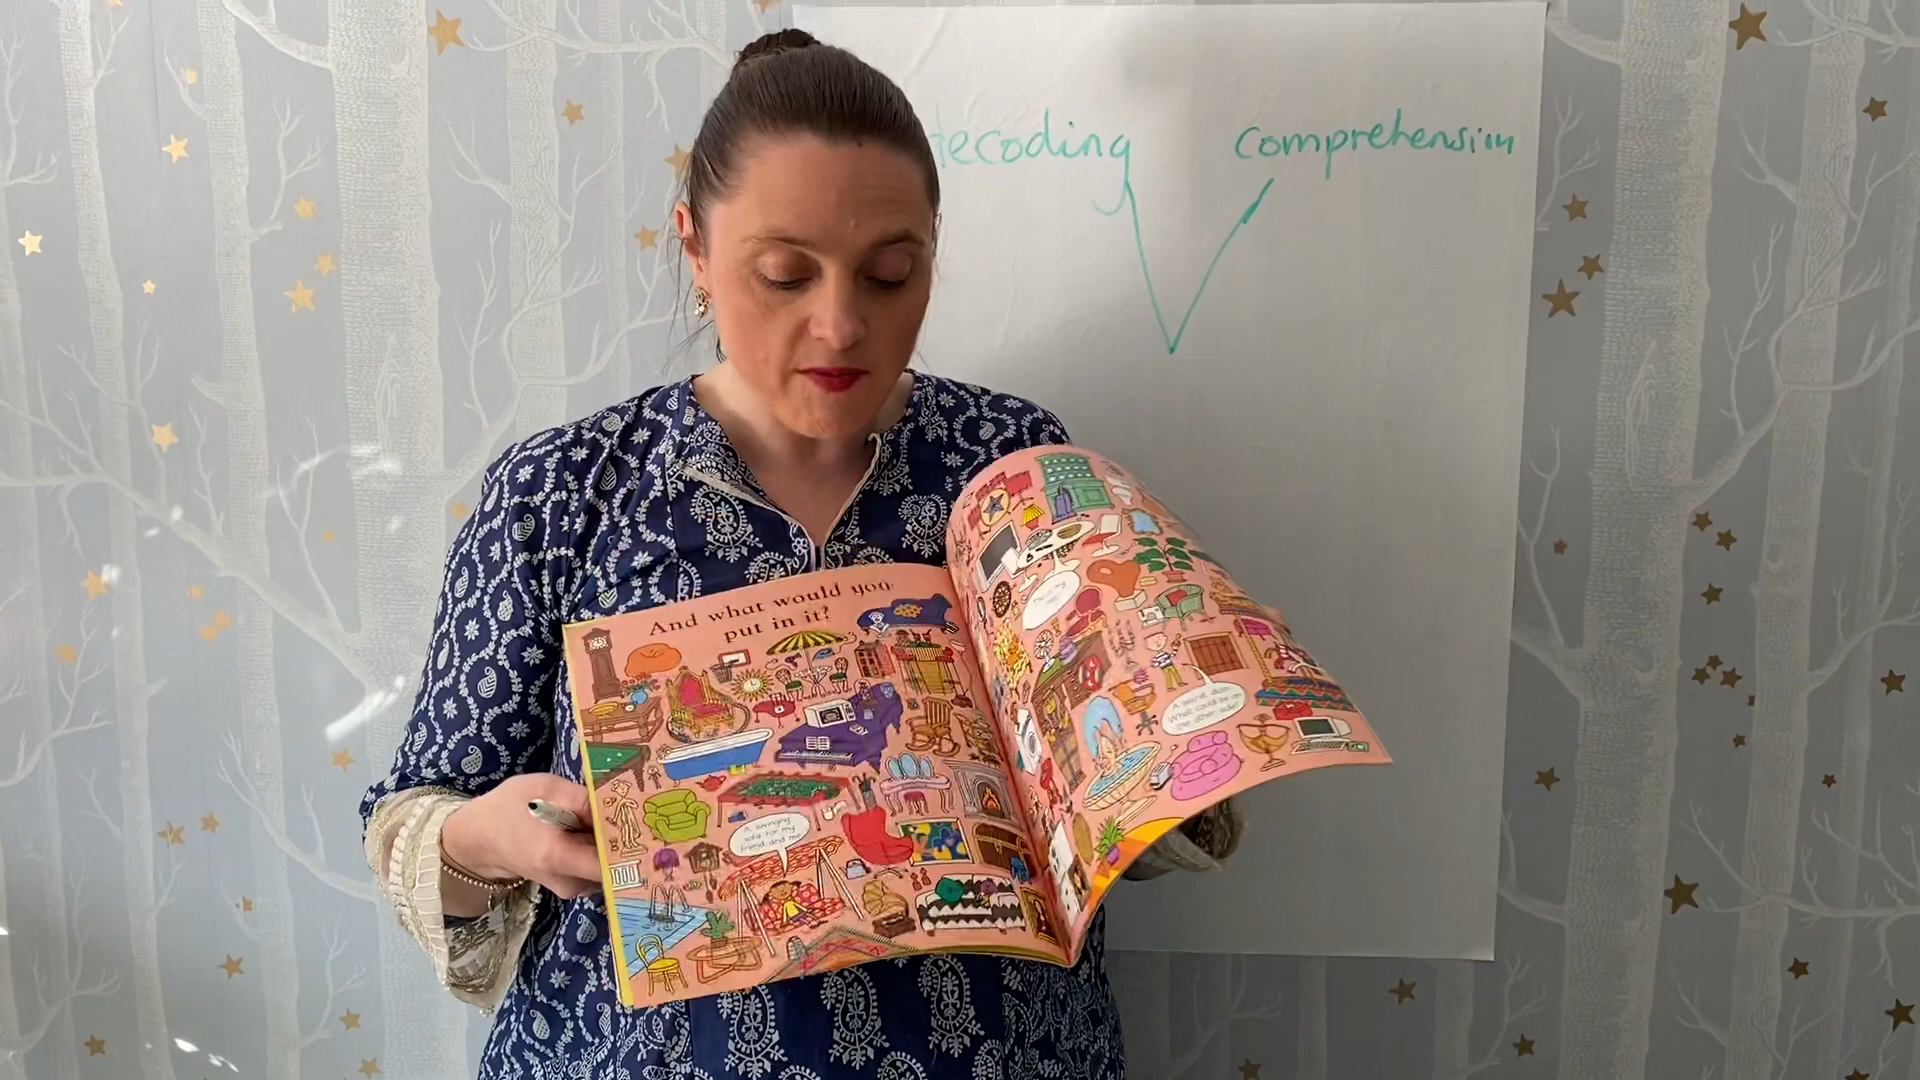 decoding
comprehension
And what would you
put in it?
A swinging
sofa for my
friend and me
A secret door.
What could be on
the other side?